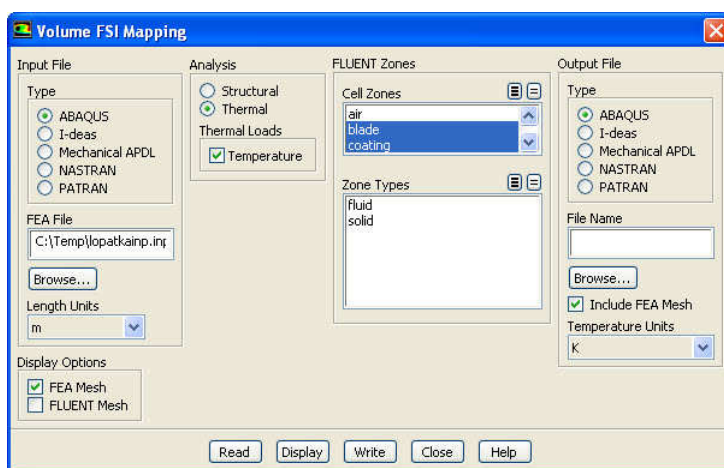 Volume FSI Mapping
Input File
Type
ABAQUS
I-deas
Mechanical APDL
NASTRAN
PATRAN
FEA File
C:\Temp\lopatkainp.inp
Browse...
Length Units
m
Display Options
FEA Mesh
FLUENT Mesh
Analysis
Structural
Thermal
Thermal Loads
Temperature
FLUENT Zones
Cell Zones
air
blade
coating
Zone Types
fluid
solid
Output File
Type
ABAQUS
I-deas
Mechanical APDL
NASTRAN
PATRAN
File Name
Browse...
Include FEA Mesh
Temperature Units
K
Read Display Write Close Help